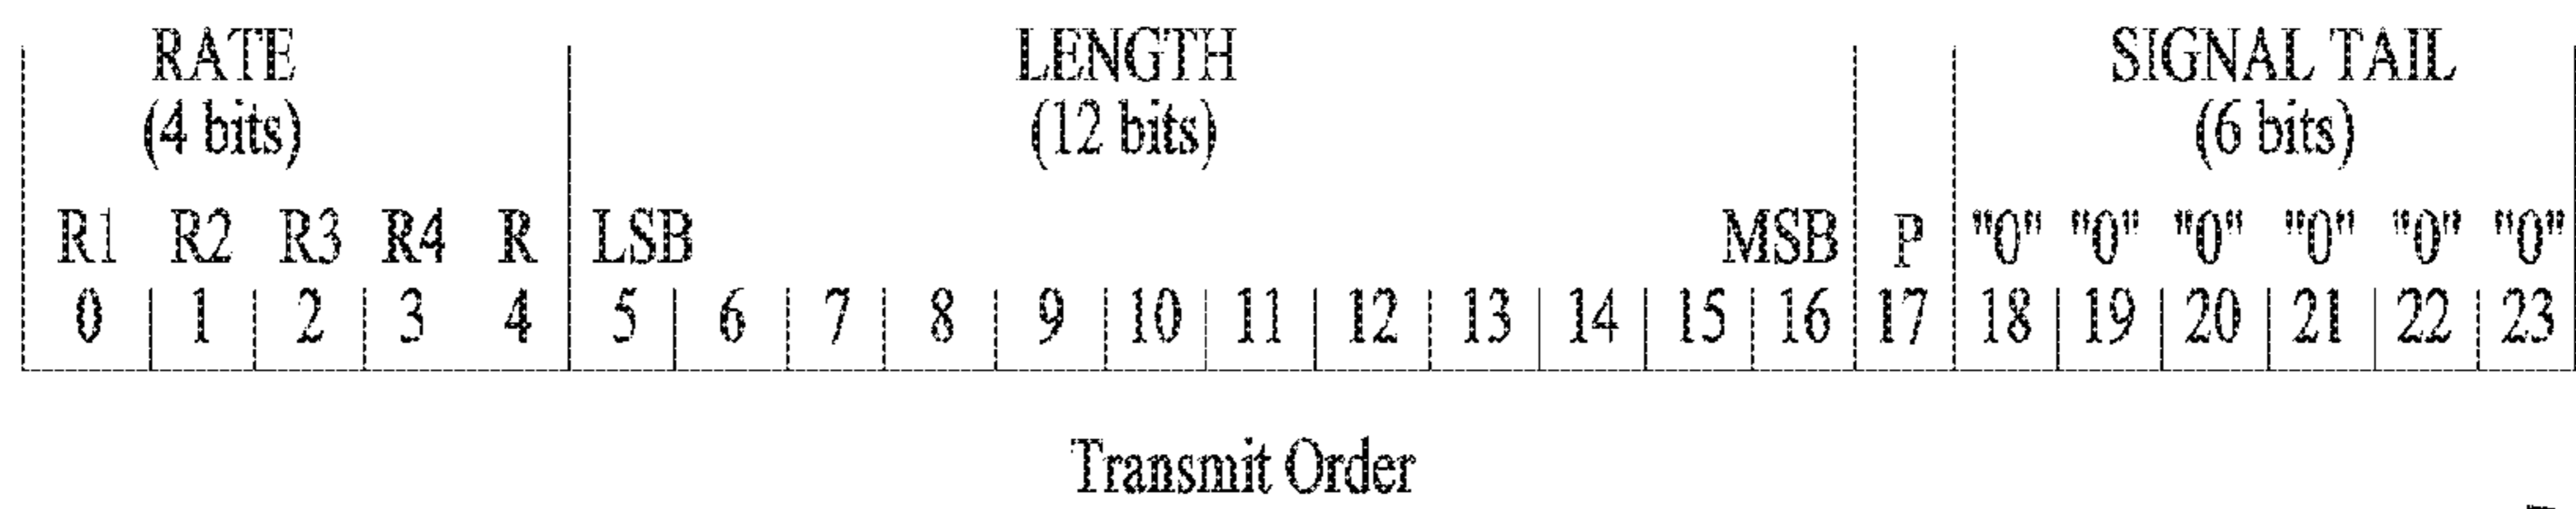 RATE LENGTH SIGNAL TAIL
(4 bits) (12 bits) (6 bits)
R1 R2 R3 R4 R LSB MSB P "0" "0" "0" "0" "0" "0"
0 1 2 3 4 5 6 7 8 9 10 11 12 13 14 15 16 17 18 19 20 21 22 23
Transmit Order